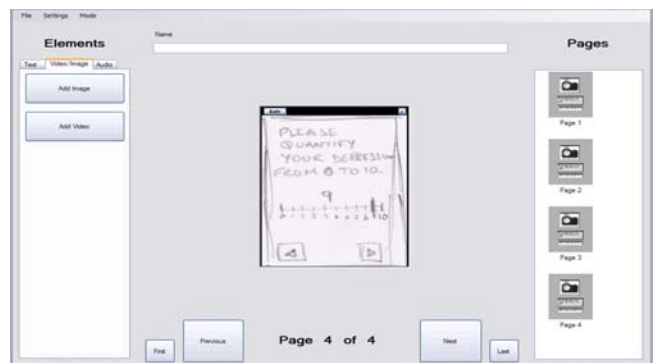 File Settings Mode
Elements
Name
Pages
Text Video/Image Audio
Add Image
Add Video
PLEASE
QUANTIFY
YOUR DEPRESSION
FROM 0 TO 10.
9
Page 1
Page 2
Page 3
Page 4
First
Previous
Page 4 of 4
Next
Last